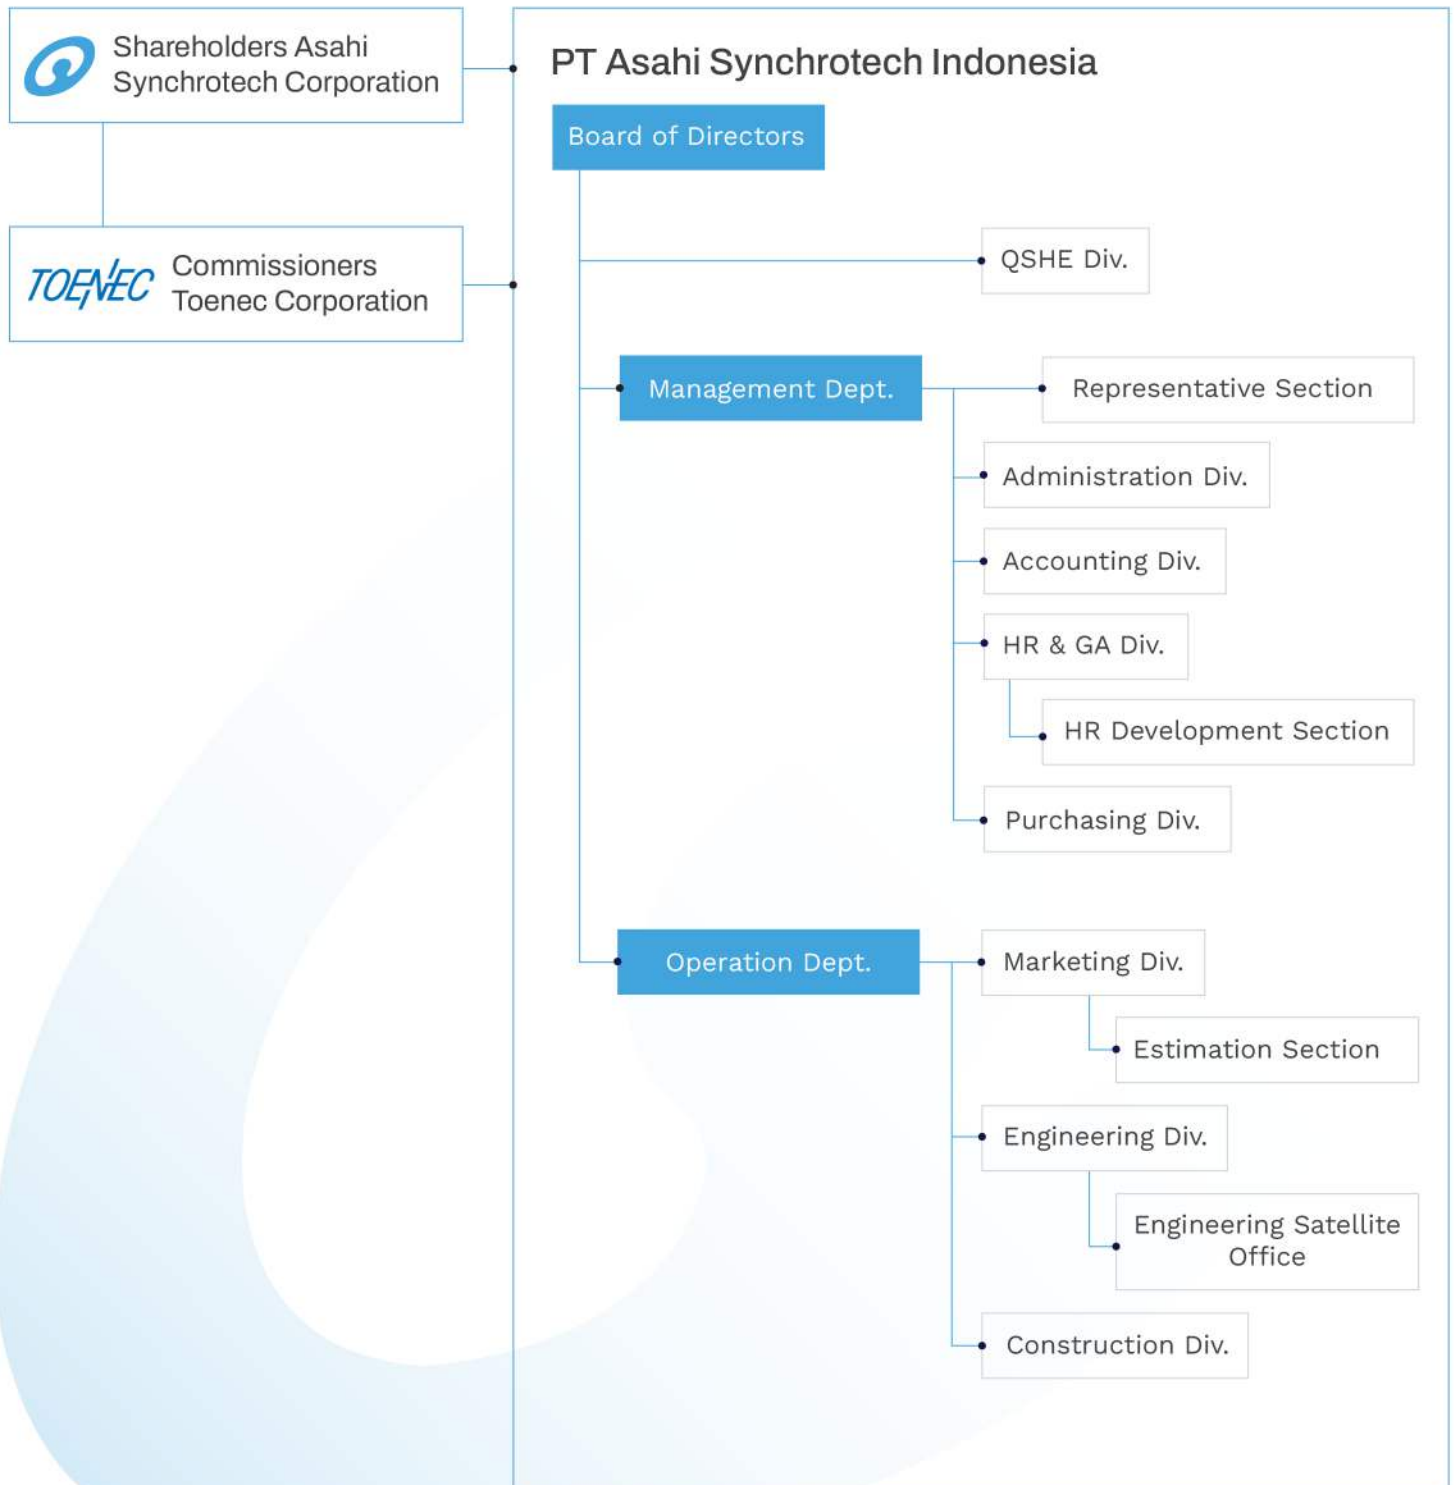 Shareholders Asahi
Synchrotech Corporation
TOENEC
Commissioners
Toenec Corporation
PT Asahi Synchrotech Indonesia
Board of Directors
QSHE Div.
Management Dept.
Representative Section
Administration Div.
Accounting Div.
HR & GA Div.
HR Development Section
Purchasing Div.
Operation Dept.
Marketing Div.
Estimation Section
Engineering Div.
Engineering Satellite
Office
Construction Div.